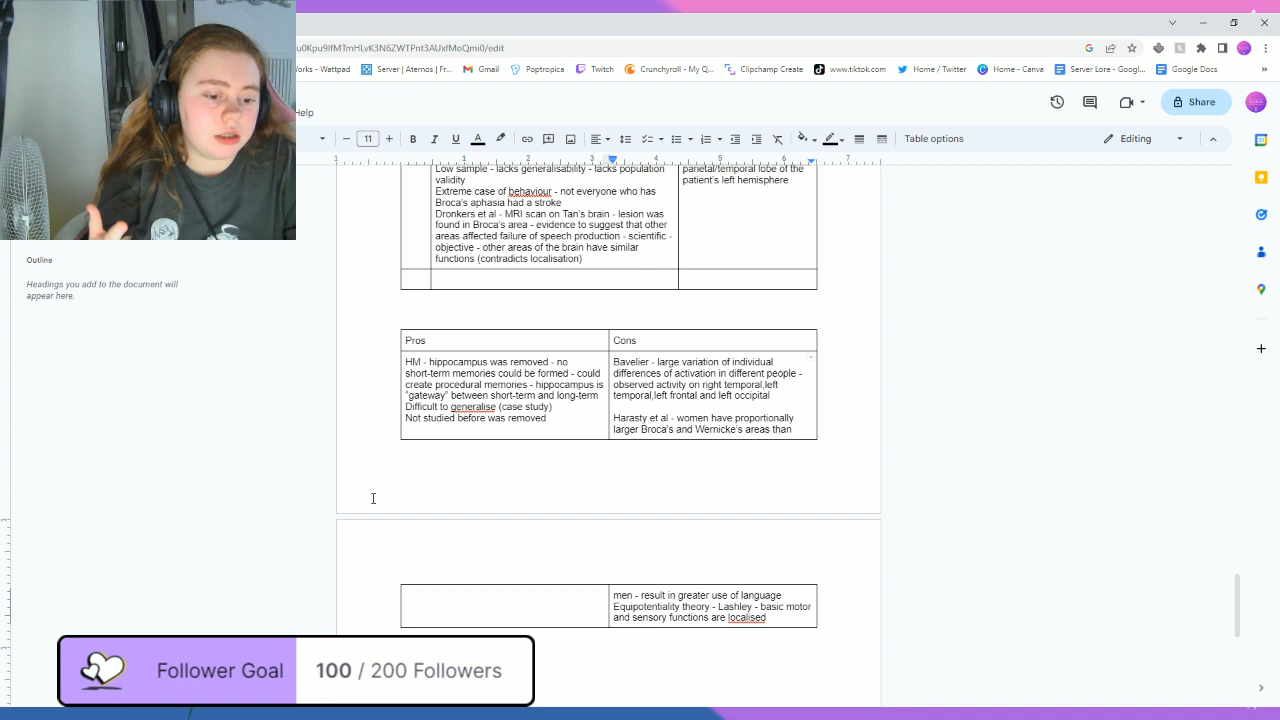 u0Kpu9IfMTmHLvK3N6ZWTPnt3AUxfMoQmi0/edit
orks - Wattpad
Server | Aternos | Fr...
Gmail
Poptropica
Twitch
Crunchyroll - My Q...
Clipchamp Create
www.tiktok.com
Home / Twitter
Home - Canva
Server Lore - Googl...
Google Docs
Help
Share
11
Table options
Editing
1 1 2 3 4 5 6 7
Low sample - lacks generalisability - lacks population
validity
Extreme case of behaviour - not everyone who has
Broca's aphasia had a stroke
Dronkers et al - MRI scan on Tan's brain - lesion was
found in Broca's area - evidence to suggest that other
areas affected failure of speech production - scientific -
objective - other areas of the brain have similar
functions (contradicts localisation)
parietal/temporal lobe of the
patient's left hemisphere
Outline
Headings you add to the document will
appear here.
Pros
Cons
HM - hippocampus was removed - no
short-term memories could be formed - could
create procedural memories - hippocampus is
"gateway" between short-term and long-term
Difficult to generalise (case study)
Not studied before was removed
Bavelier - large variation of individual
differences of activation in different people -
observed activity on right temporal,left
temporal,left frontal and left occipital
Harasty et al - women have proportionally
larger Broca's and Wernicke's areas than
men - result in greater use of language
Equipotentiality theory - Lashley - basic motor
and sensory functions are localised
Follower Goal
100 / 200 Followers